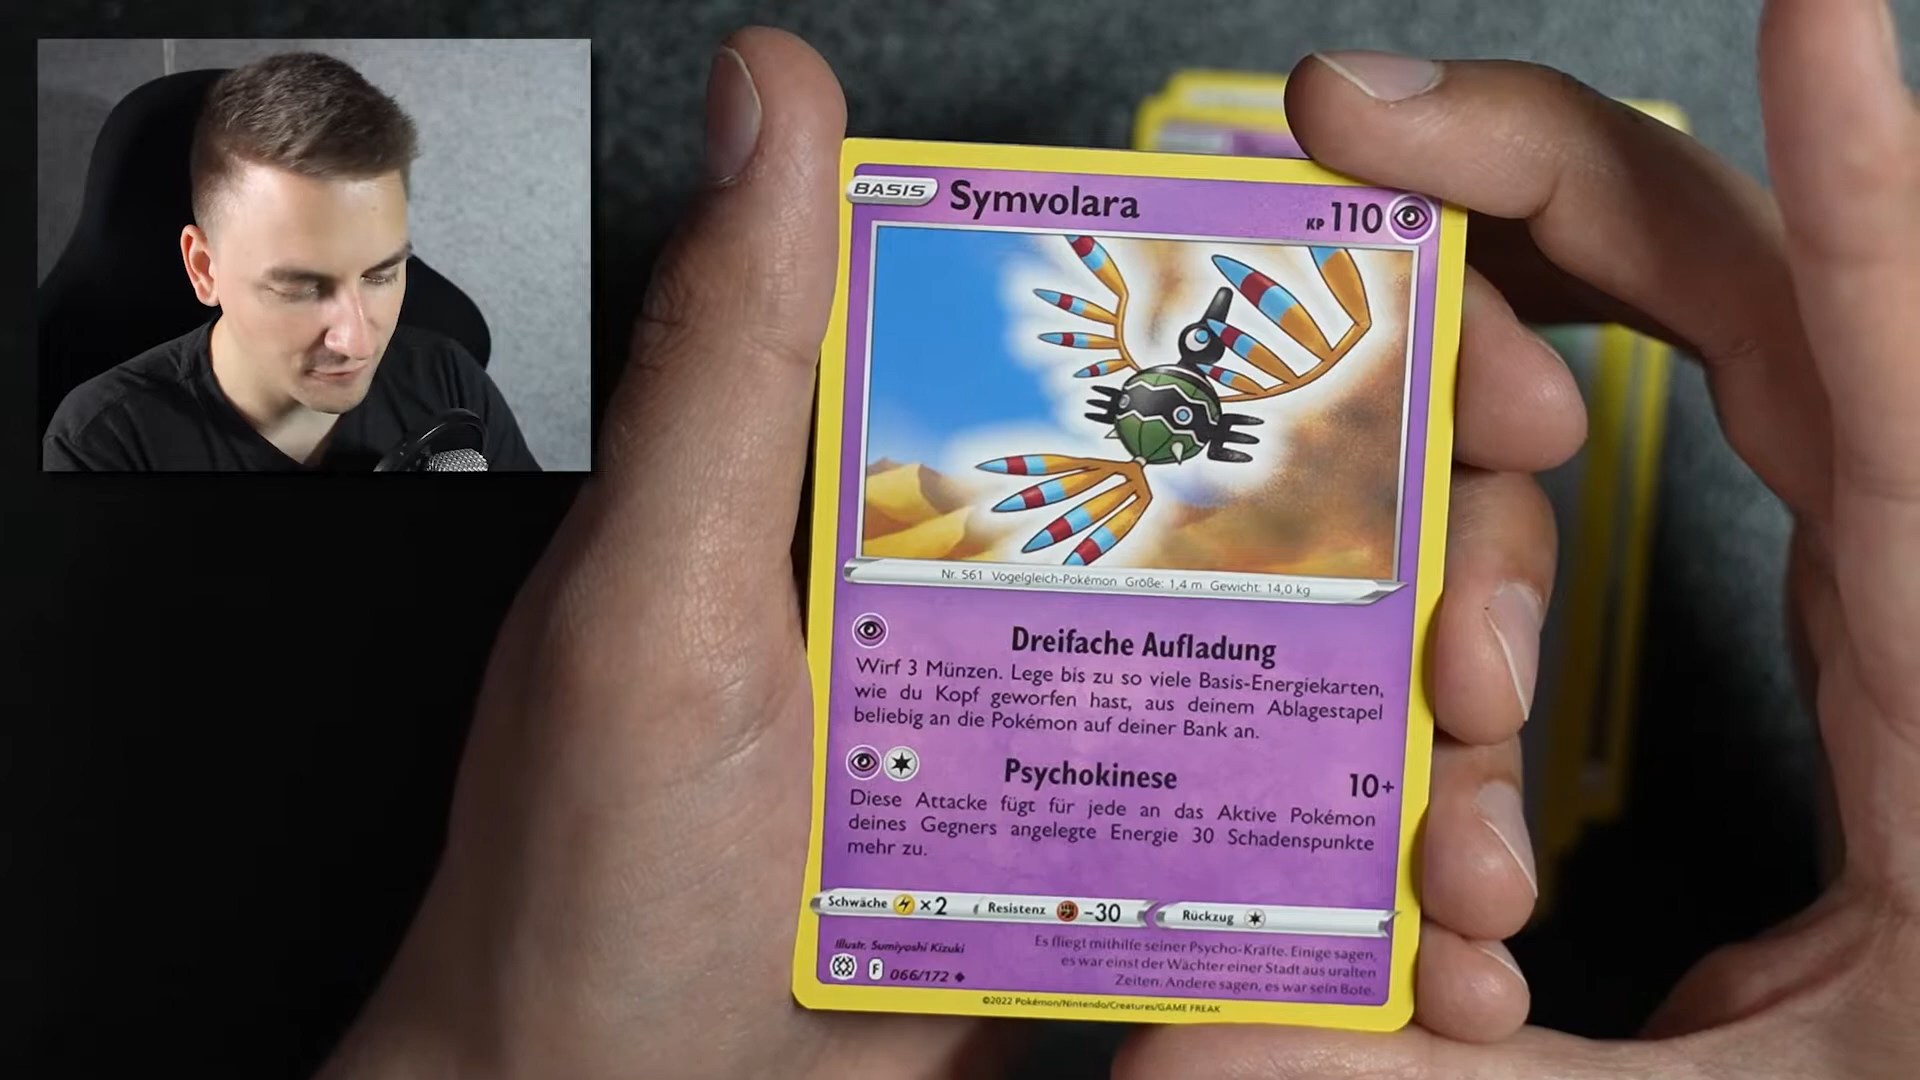 BASIS Symvolara KP 110
Nr. 561 Vogelgleich-Pokémon Größe: 1,4 m Gewicht: 14,0 kg
Dreifache Aufladung
Wirf 3 Münzen. Lege bis zu so viele Basis-Energiekarten,
wie du Kopf geworfen hast, aus deinem Ablagestapel
beliebig an die Pokémon auf deiner Bank an.
Psychokinese 10+
Diese Attacke fügt für jede an das Aktive Pokémon
deines Gegners angelegte Energie 30 Schadenspunkte
mehr zu.
Schwäche ×2 Resistenz -30 Rückzug
Illustr. Sumiyoshi Kizuki
F 066/172
Es fliegt mithilfe seiner Psycho-Kräfte. Einige sagen,
es war einst der Wächter einer Stadt aus uralten
Zeiten. Andere sagen, es war sein Bote.
©2022 Pokémon/Nintendo/Creatures/GAME FREAK